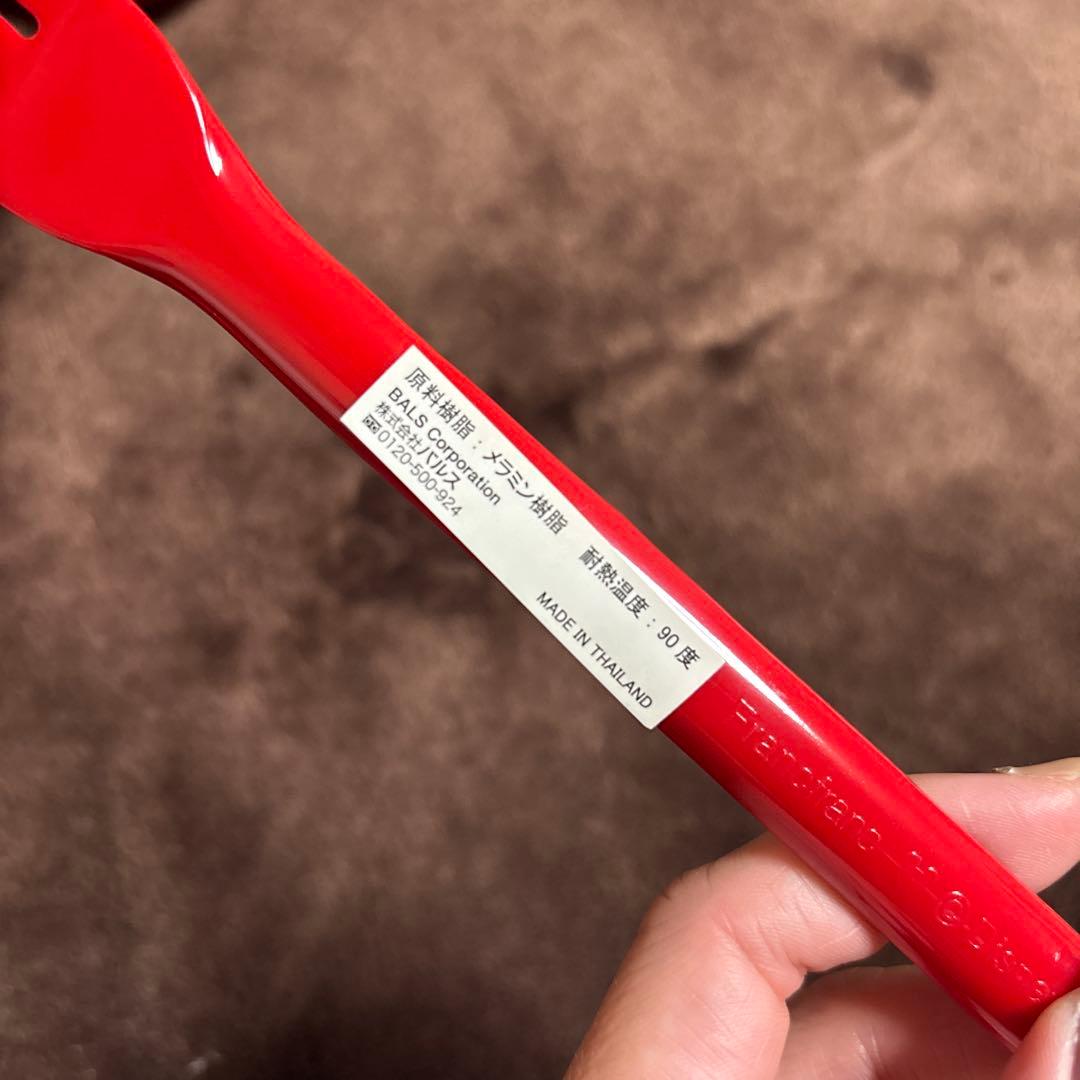 原料樹脂：メラミン樹脂　耐熱温度：90度
BALS Corporation
株式会社バルス
0120-500-924
MADE IN THAILAND
Francfranc